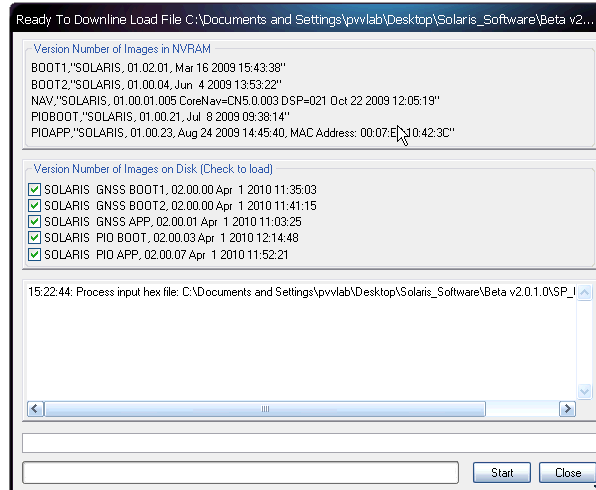 Ready To Downline Load File C:\Documents and Settings\pvvlab\Desktop\Solaris_Software\Beta v2...
Version Number of Images in NVRAM
BOOT1,"SOLARIS, 01.02.01, Mar 16 2009 15:43:38"
BOOT2,"SOLARIS, 01.00.04, Jun  4 2009 13:53:22"
NAV,"SOLARIS, 01.00.01.005 CoreNav=CN5.0.003 DSP=021 Oct 22 2009 12:05:19"
PIOBOOT,"SOLARIS, 01.00.21, Jul  8 2009 09:38:14"
PIOAPP,"SOLARIS, 01.00.23, Aug 24 2009 14:45:40, MAC Address: 00:07:E 10:42:3C"
Version Number of Images on Disk (Check to load)
SOLARIS  GNSS BOOT1, 02.00.00 Apr  1 2010 11:35:03
SOLARIS  GNSS BOOT2, 02.00.00 Apr  1 2010 11:41:15
SOLARIS  GNSS APP, 02.00.01 Apr  1 2010 11:03:25
SOLARIS  PIO BOOT, 02.00.03 Apr  1 2010 12:14:48
SOLARIS  PIO APP, 02.00.07 Apr  1 2010 11:52:21
15:22:44: Process input hex file: C:\Documents and Settings\pvvlab\Desktop\Solaris_Software\Beta v2.0.1.0\SP_
Start
Close